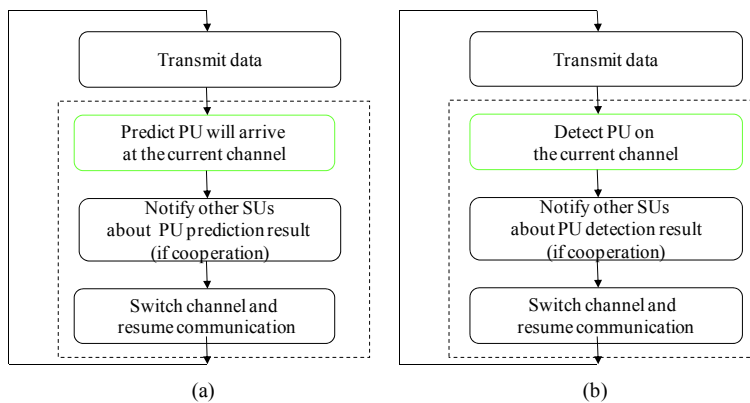 Transmit data
Predict PU will arrive
at the current channel
Notify other SUs
about PU prediction result
(if cooperation)
Switch channel and
resume communication
(a)
Transmit data
Detect PU on
the current channel
Notify other SUs
about PU detection result
(if cooperation)
Switch channel and
resume communication
(b)